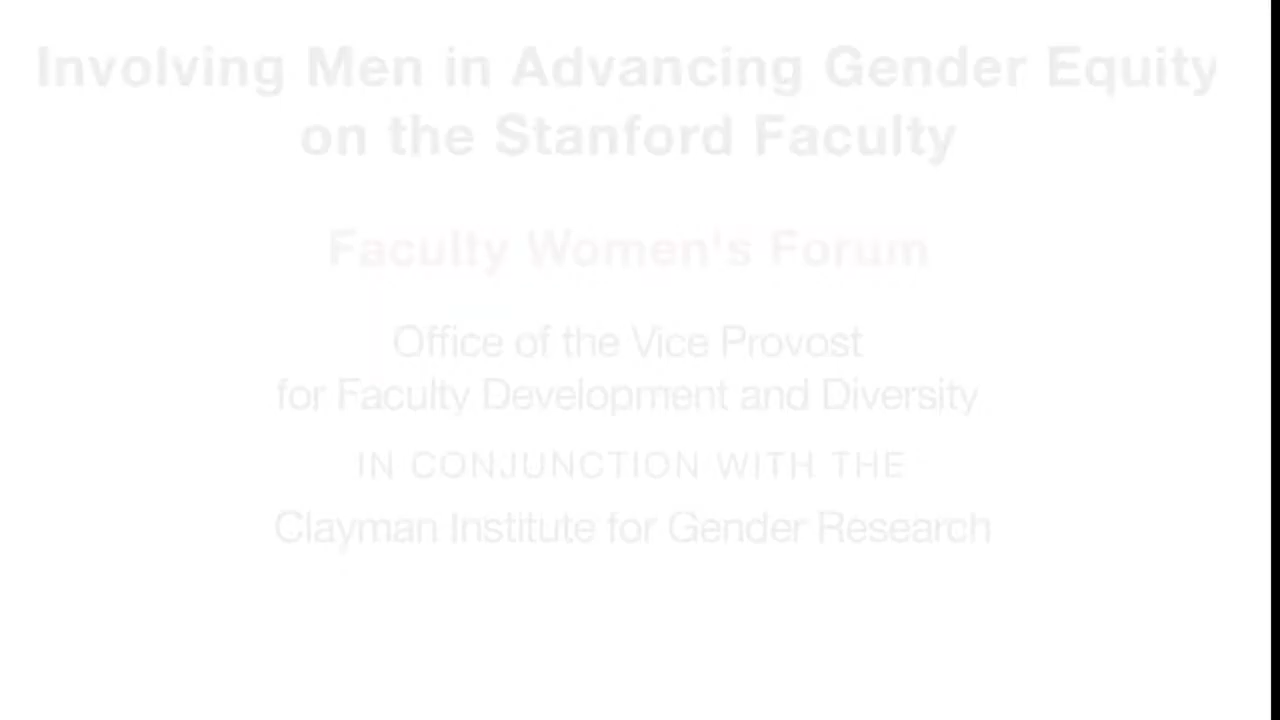 Involving Men in Advancing Gender Equity
on the Stanford Faculty
Faculty Women's Forum
Office of the Vice Provost
for Faculty Development and Diversity
IN CONJUNCTION WITH THE
Clayman Institute for Gender Research